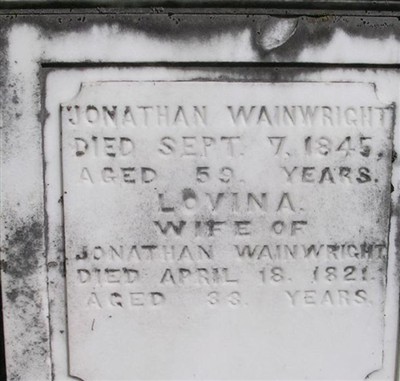 JONATHAN WAINWRIGHT
DIED SEPT. 7, 1845,
AGED 59. YEARS.
LOVINA.
WIFE OF
JONATHAN WAINWRIGHT
DIED APRIL 18. 1821.
AGED 33. YEARS.